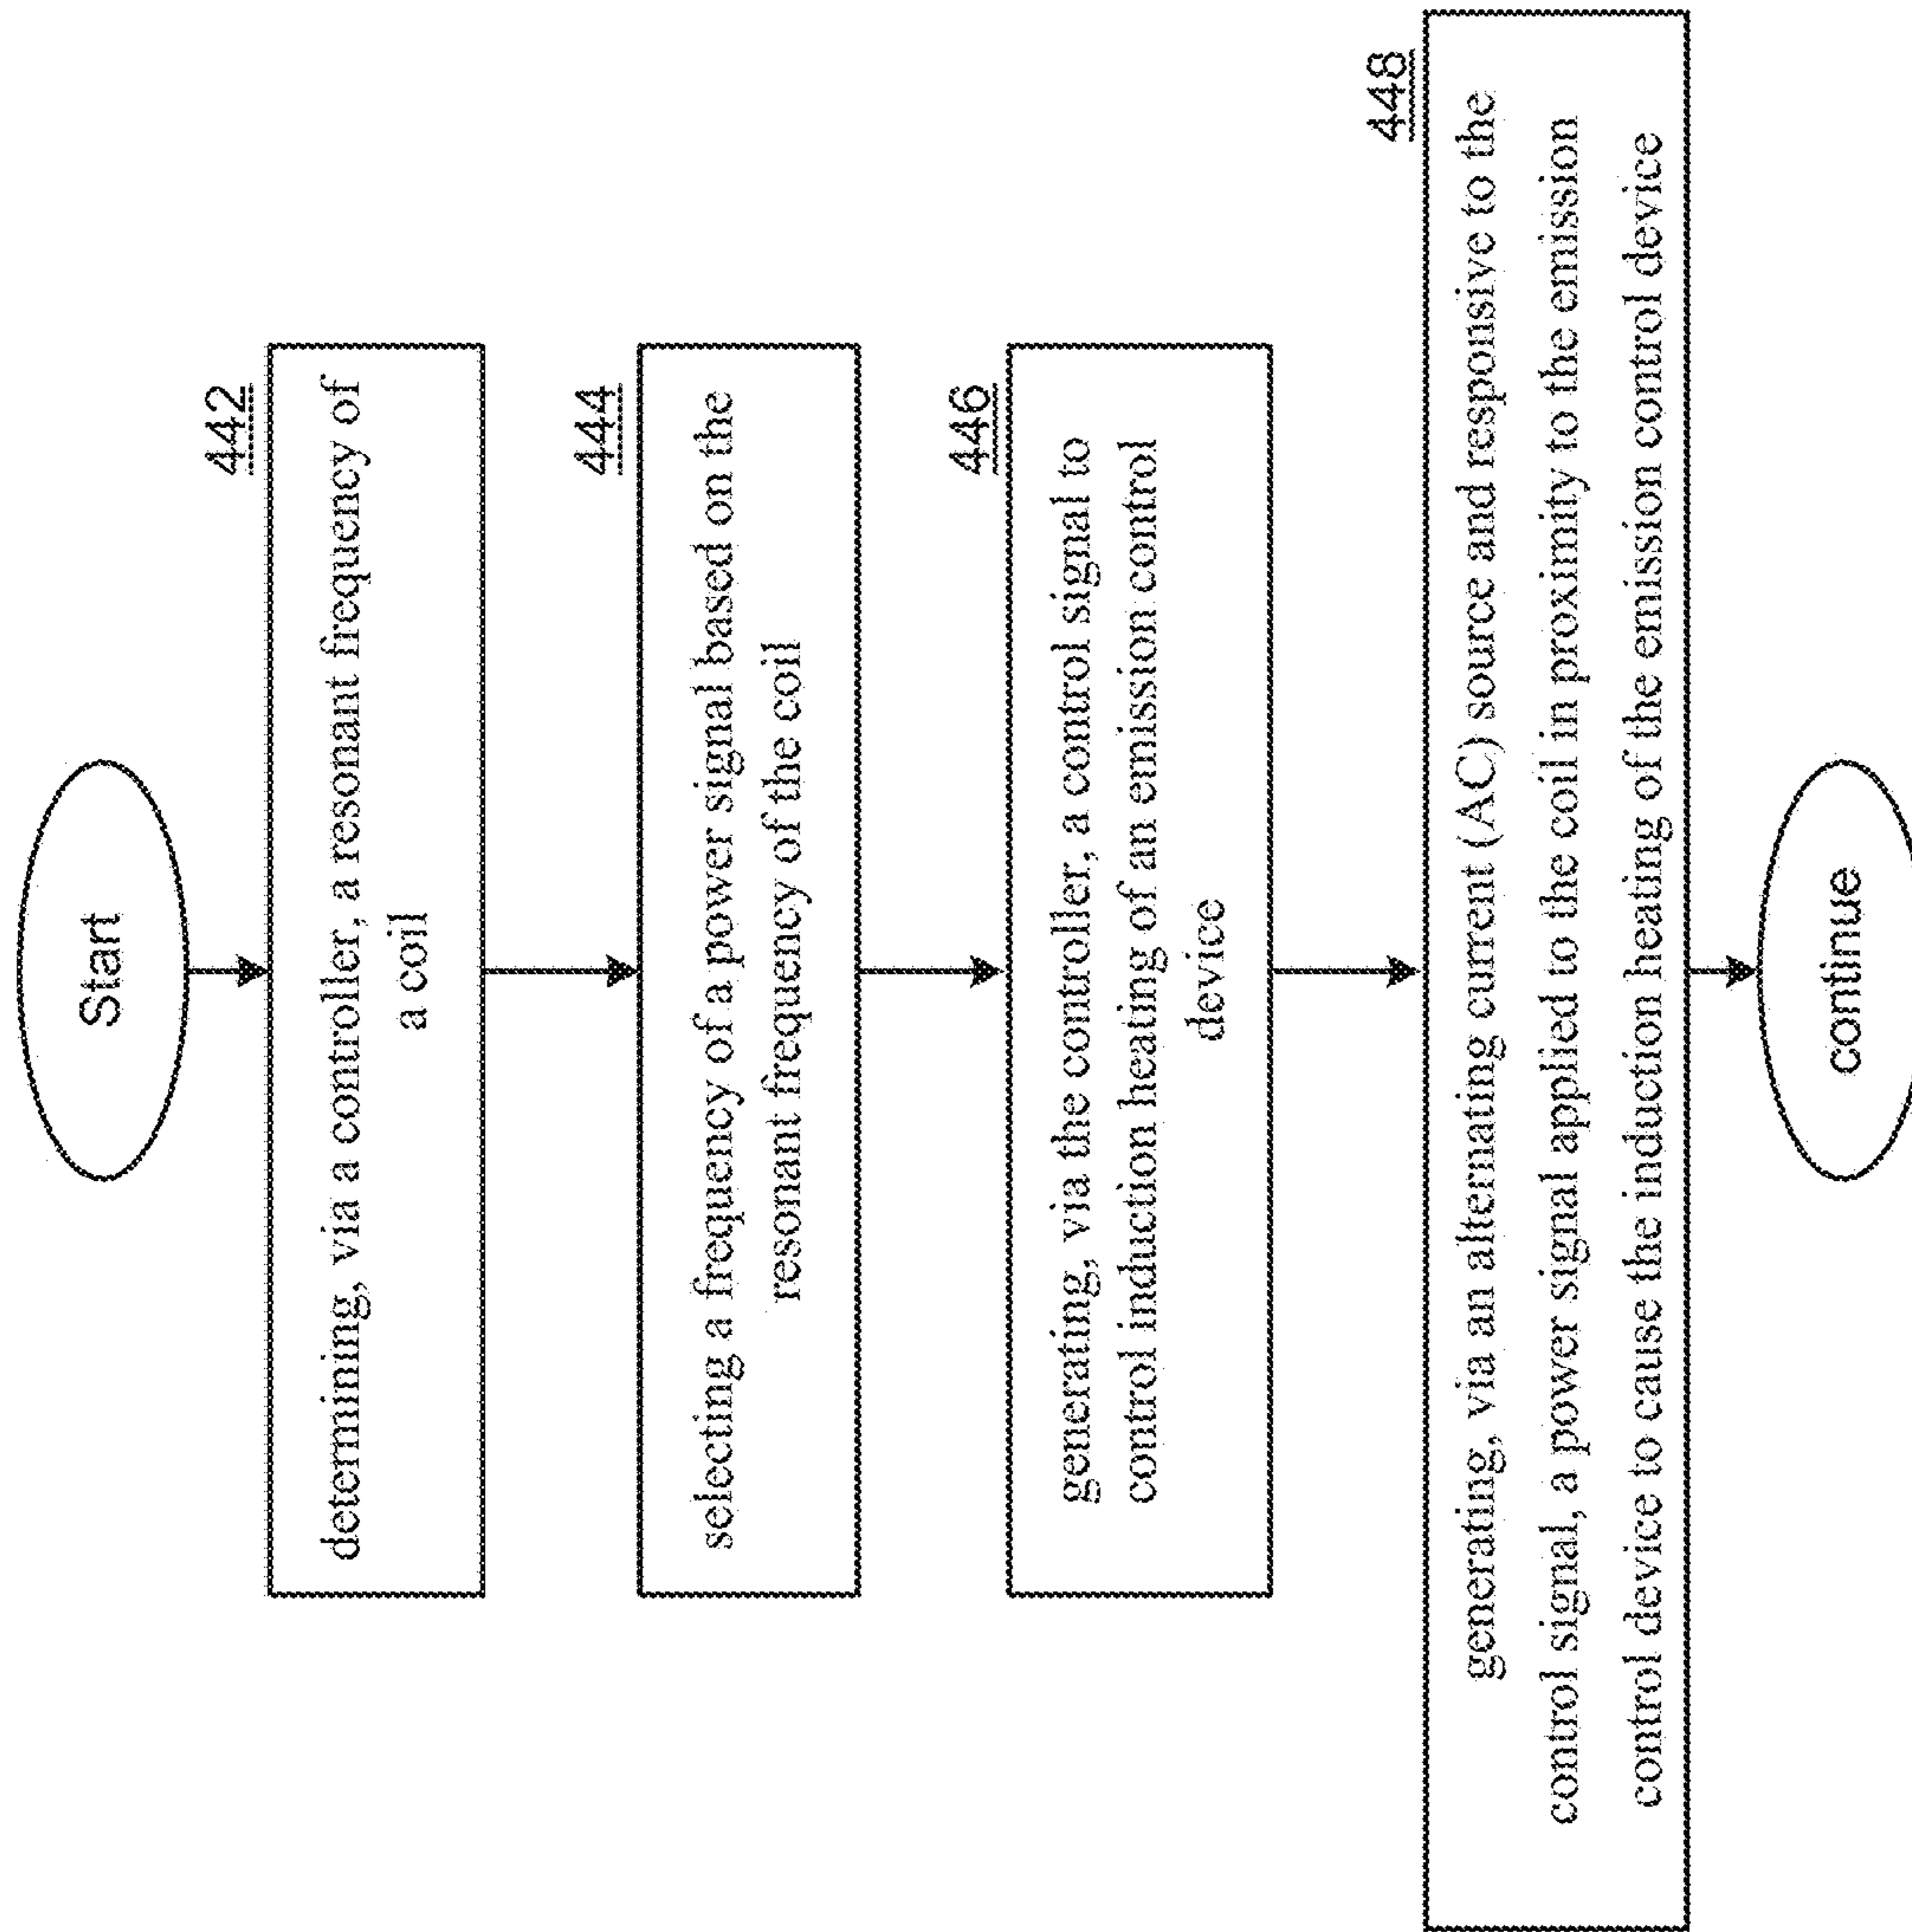 Start
442
determining, via a controller, a resonant frequency of
a coil
444
selecting a frequency of a power signal based on the
resonant frequency of the coil
446
generating, via the controller, a control signal to
control induction heating of an emission control
device
448
generating, via an alternating current (AC) source and responsive to the
control signal, a power signal applied to the coil in proximity to the emission
control device to cause the induction heating of the emission control device
continue